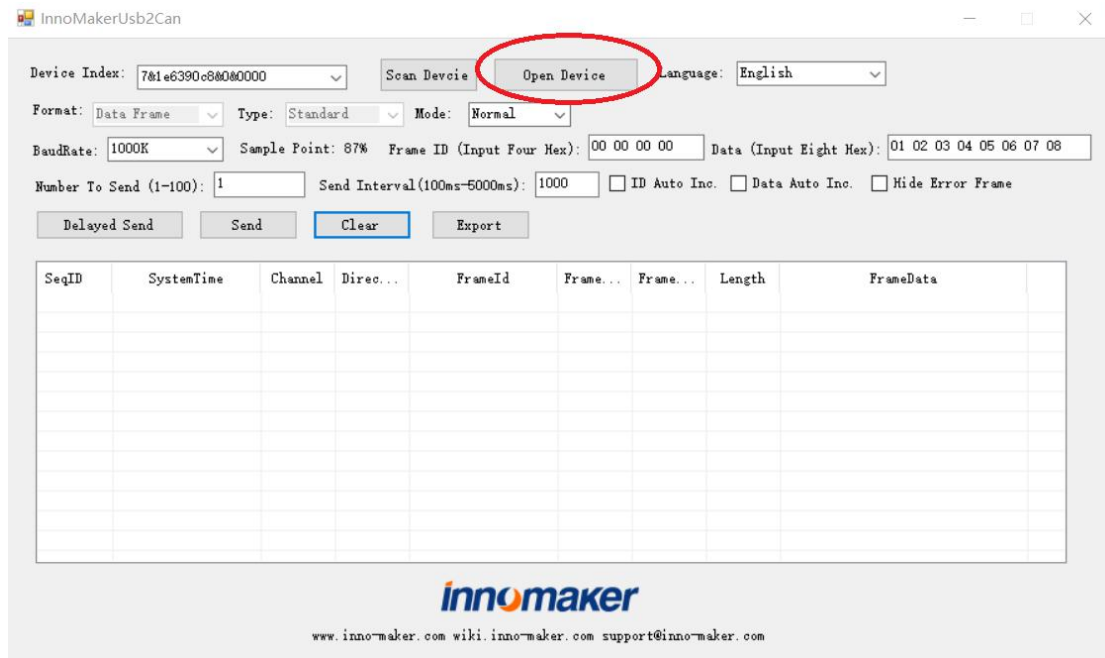 InnoMakerUsb2Can
Device Index: 7&1e6390c8&0&0000 Scan Devcie Open Device Language: English
Format: Data Frame Type: Standard Mode: Normal
BaudRate: 1000K Sample Point: 87% Frame ID (Input Four Hex): 00 00 00 00 Data (Input Eight Hex): 01 02 03 04 05 06 07 08
Number To Send (1-100): 1 Send Interval(100ms-5000ms): 1000 ID Auto Inc. Data Auto Inc. Hide Error Frame
Delayed Send Send Clear Export
SeqID SystemTime Channel Direc... FrameId Frame... Frame... Length FrameData
innomaker
www.inno-maker.com wiki.inno-maker.com support@inno-maker.com